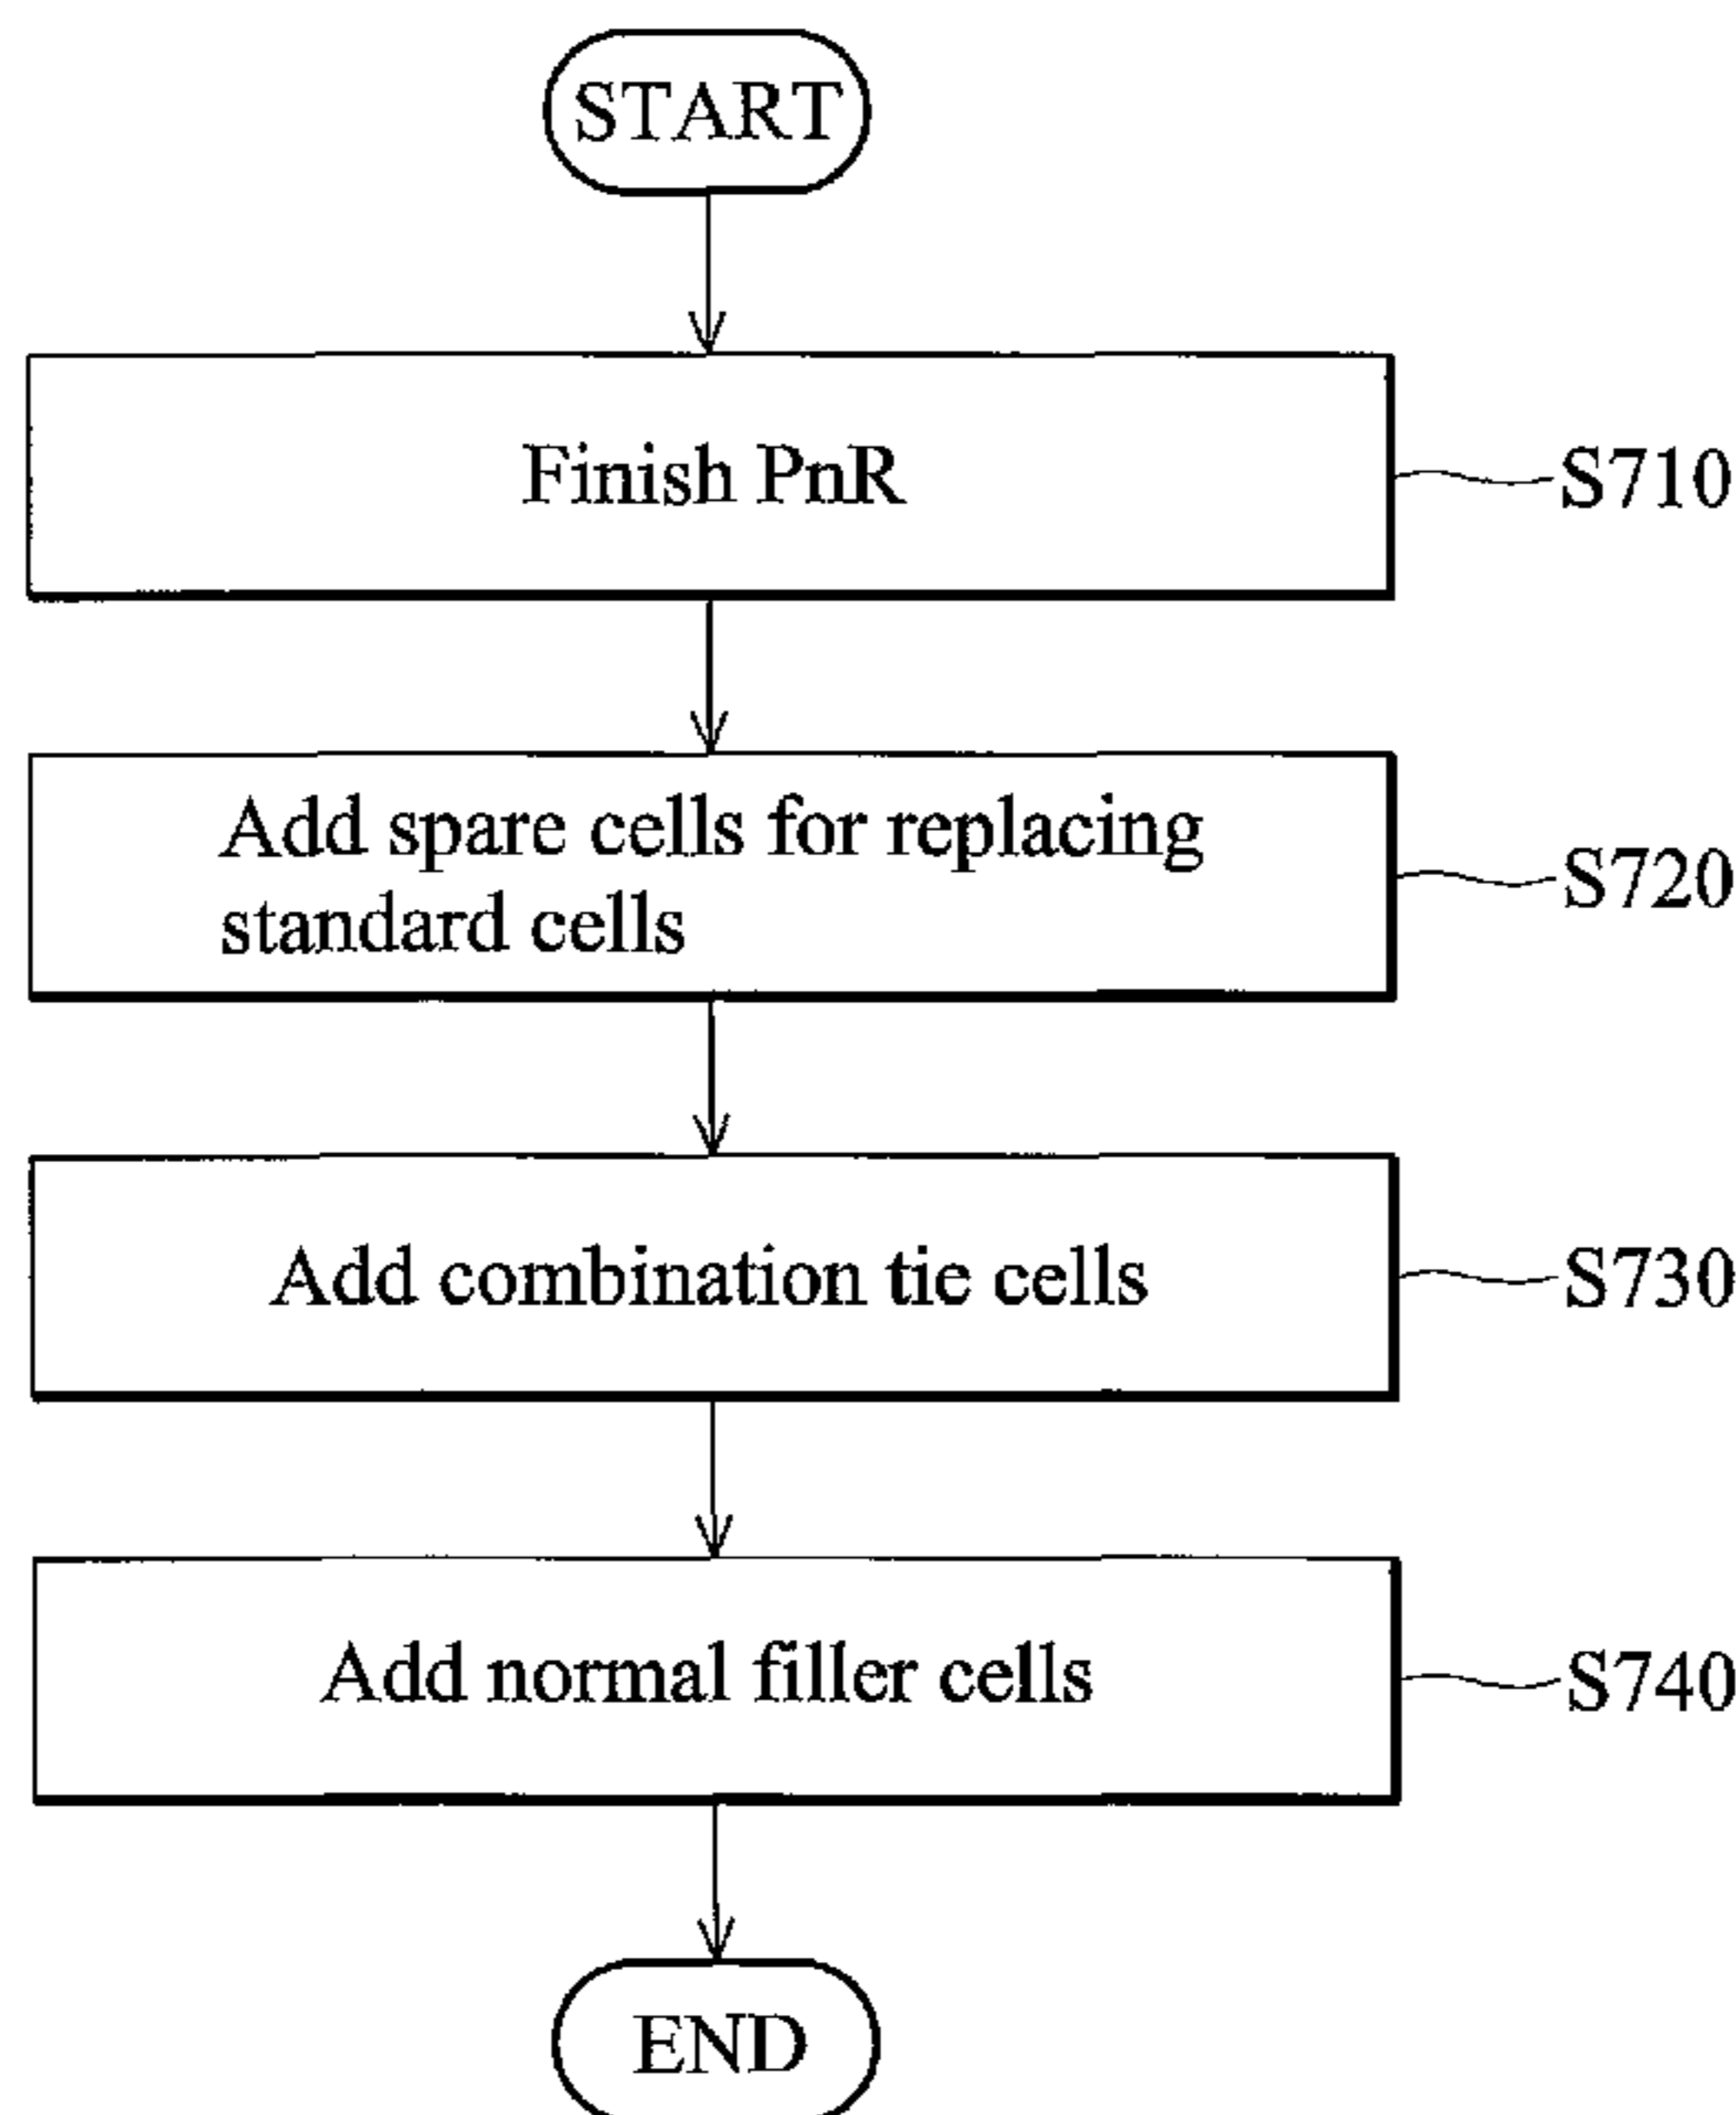 START
Finish PnR
S710
Add spare cells for replacing
standard cells
S720
Add combination tie cells
S730
Add normal filler cells
S740
END